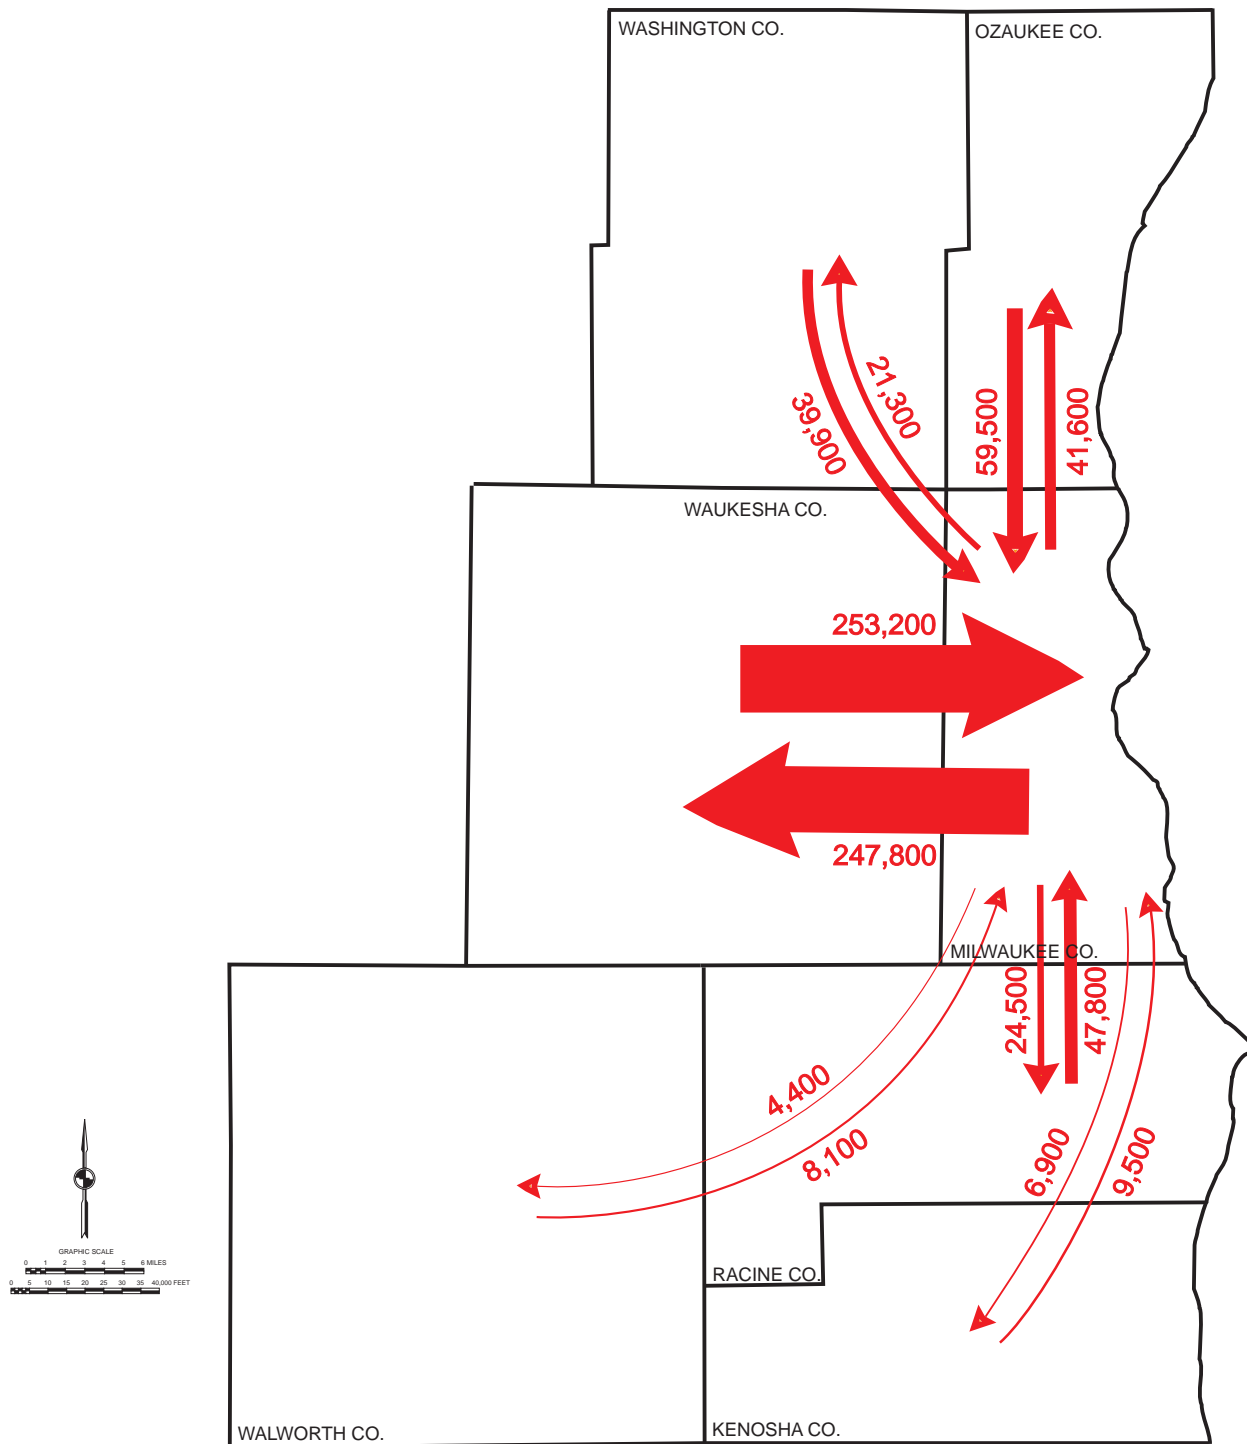 WASHINGTON CO.
OZAUKEE CO.
21,300
39,900
59,500
41,600
WAUKESHA CO.
253,200
247,800
MILWAUKEE CO.
24,500
47,800
4,400
8,100
6,900
9,500
GRAPHIC SCALE
0 1 2 3 4 5 6 MILES
0 5 10 15 20 25 30 35 40,000 FEET
RACINE CO.
WALWORTH CO.
KENOSHA CO.